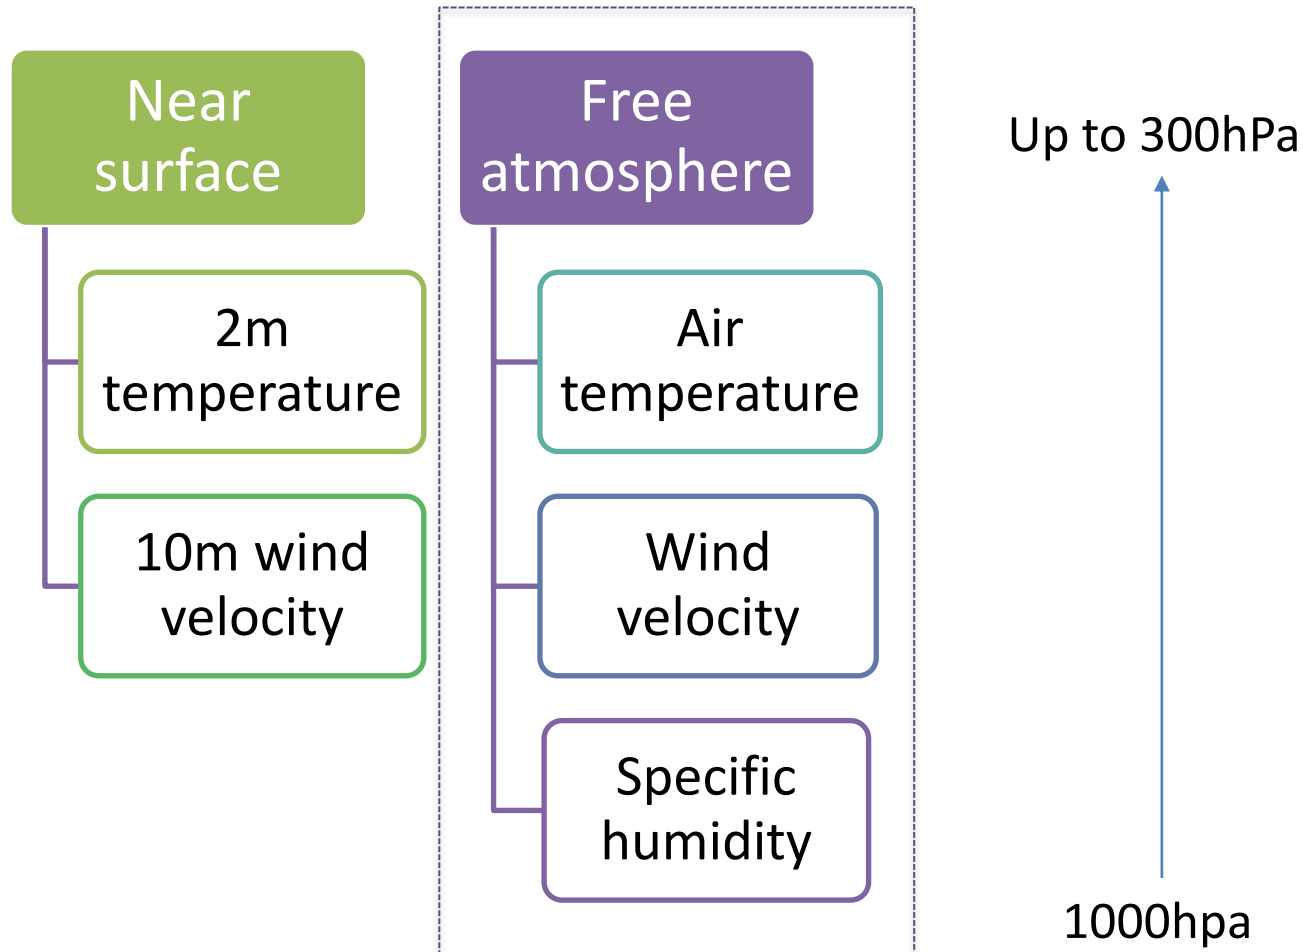 Near
surface
2m
temperature
10m wind
velocity
Free
atmosphere
Air
temperature
Wind
velocity
Specific
humidity
Up to 300hPa
1000hpa